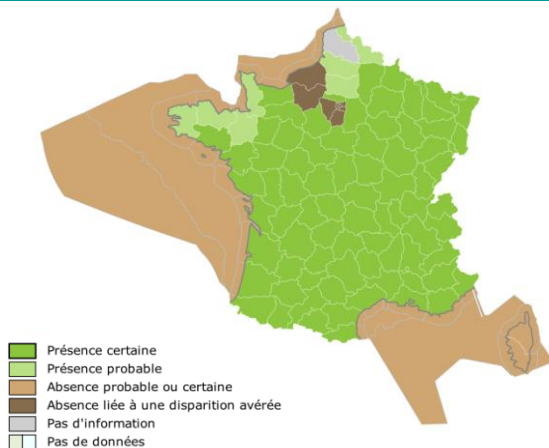 Présence certaine
Présence probable
Absence probable ou certaine
Absence liée à une disparition avérée
Pas d'information
Pas de données